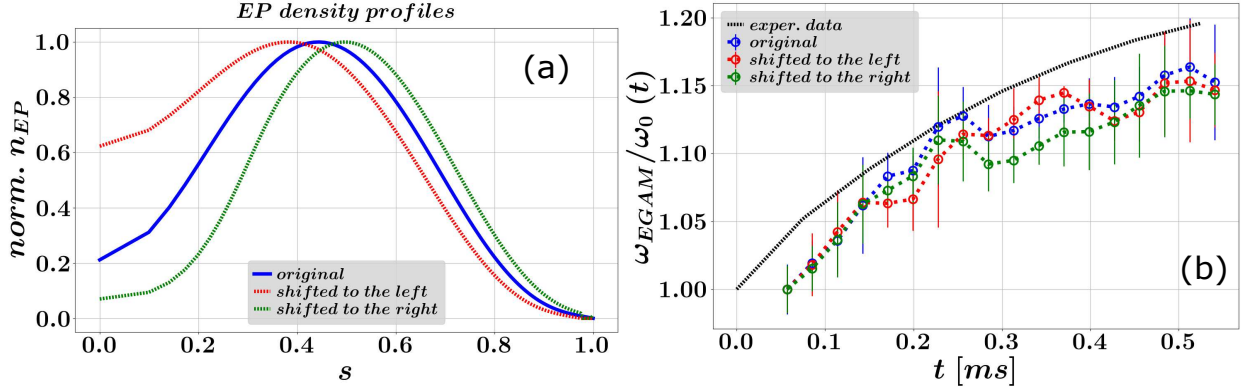 EP density profiles
(a)
norm. n_EP
1.0
0.8
0.6
0.4
0.2
0.0
original
shifted to the left
shifted to the right
0.0 0.2 0.4 0.6 0.8 1.0
s
(b)
ω_EGAM/ω_0(t)
1.20
1.15
1.10
1.05
1.00
exper. data
original
shifted to the left
shifted to the right
0.0 0.1 0.2 0.3 0.4 0.5
t [ms]